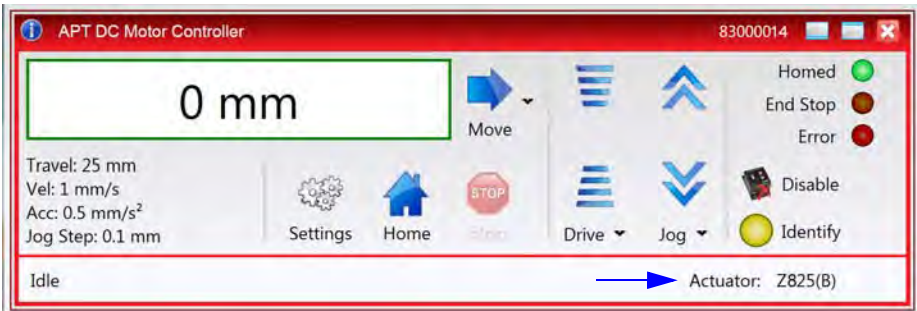 APT DC Motor Controller
83000014
0 mm
Move
Homed
End Stop
Error
Travel: 25 mm
Vel: 1 mm/s
Acc: 0.5 mm/s²
Jog Step: 0.1 mm
Settings
Home
STOP
Stop
Drive
Jog
Disable
Identify
Idle
Actuator: Z825(B)